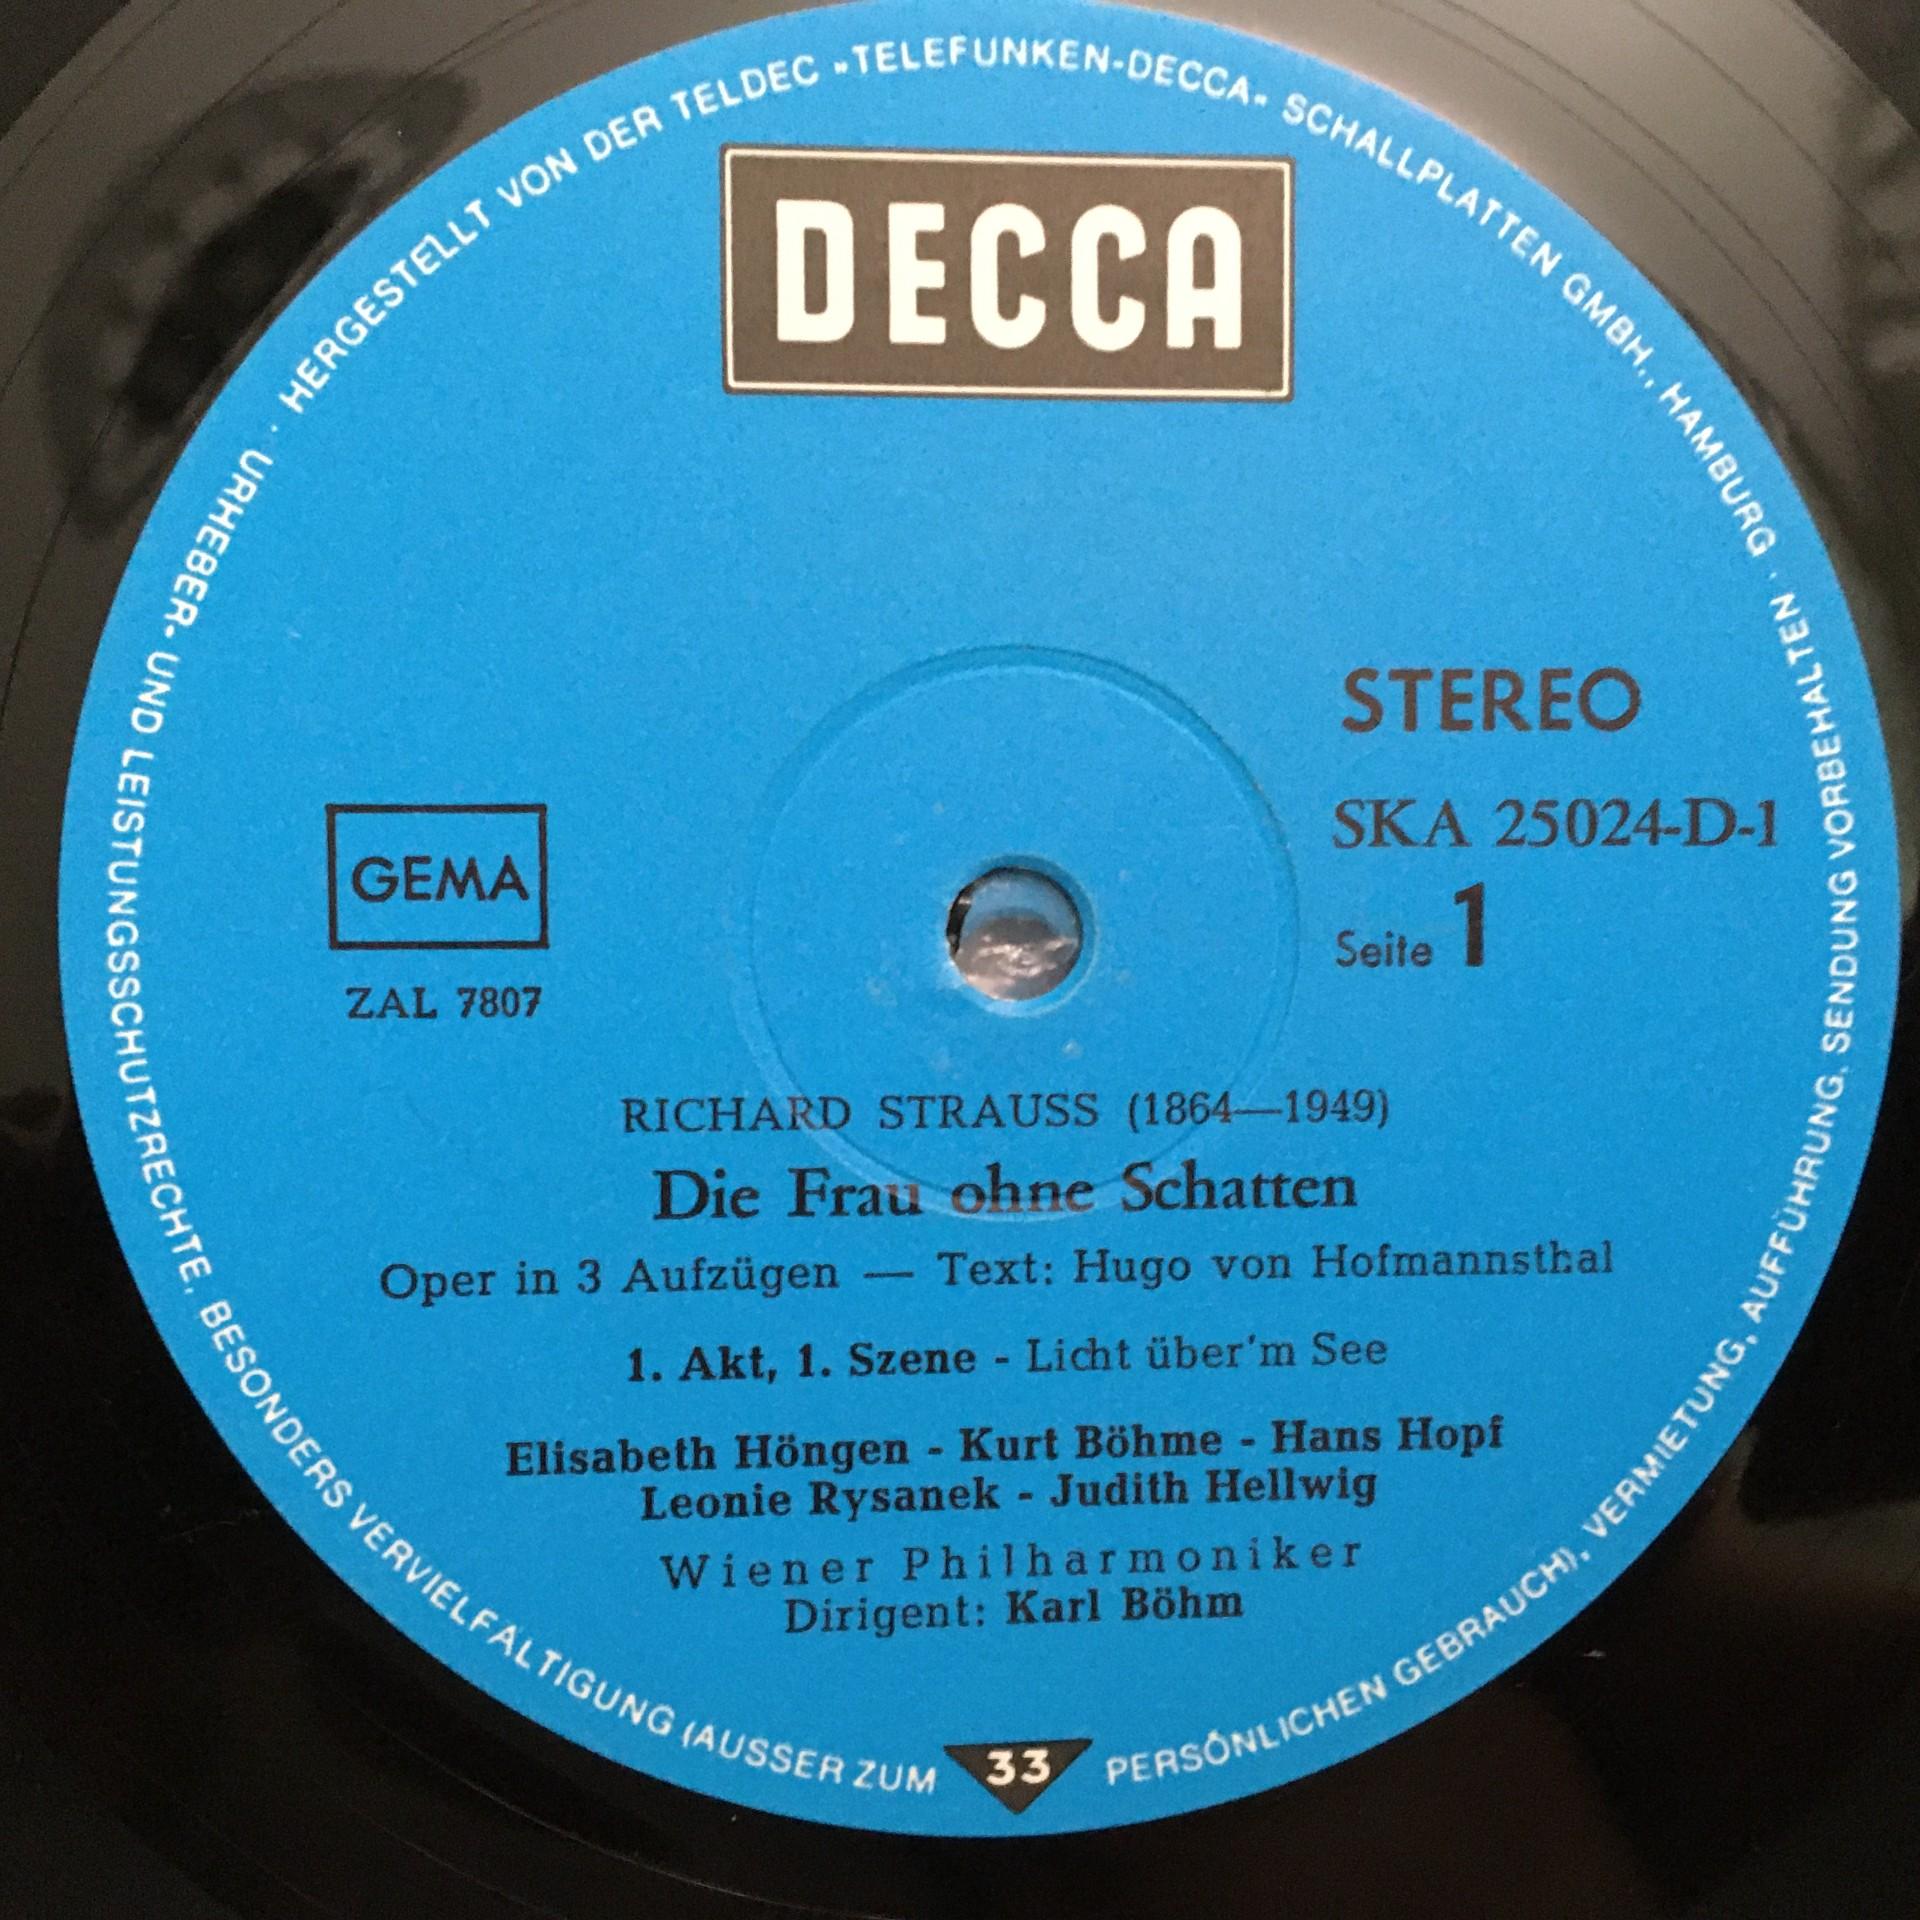 HERGESTELLT VON DER TELDEC »TELEFUNKEN-DECCA« SCHALLPLATTEN GMBH., HAMBURG · URHEBER- UND LEISTUNGSSCHUTZRECHTE, BESONDERS VERVIELFÄLTIGUNG (AUSSER ZUM PERSÖNLICHEN GEBRAUCH), VERMIETUNG, AUFFÜHRUNG, SENDUNG VORBEHALTEN ·
DECCA
STEREO
SKA 25024-D-1
Seite 1
GEMA
ZAL 7807
RICHARD STRAUSS (1864—1949)
Die Frau ohne Schatten
Oper in 3 Aufzügen — Text: Hugo von Hofmannsthal
1. Akt, 1. Szene - Licht über'm See
Elisabeth Höngen - Kurt Böhme - Hans Hopf
Leonie Rysanek - Judith Hellwig
Wiener Philharmoniker
Dirigent: Karl Böhm
33